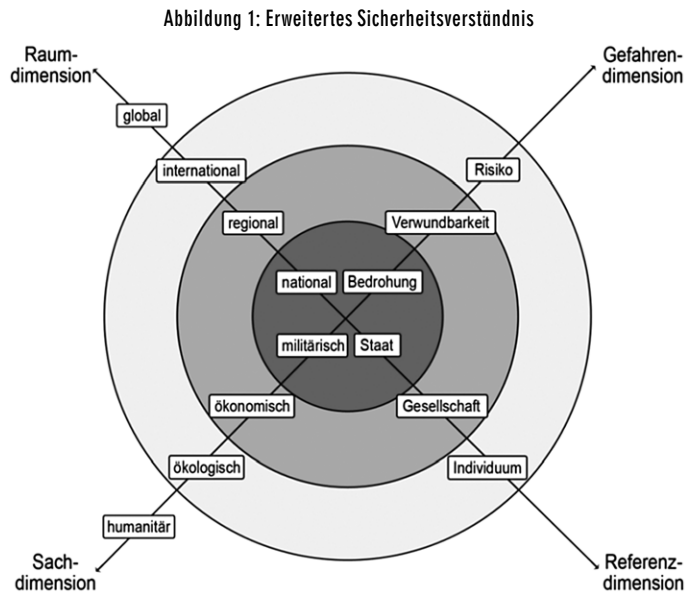 Abbildung 1: Erweitertes Sicherheitsverständnis
Raum-
dimension
Gefahren-
dimension
global
international
Risiko
regional
Verwundbarkeit
national
Bedrohung
militärisch
Staat
ökonomisch
Gesellschaft
ökologisch
Individuum
humanitär
Sach-
dimension
Referenz-
dimension